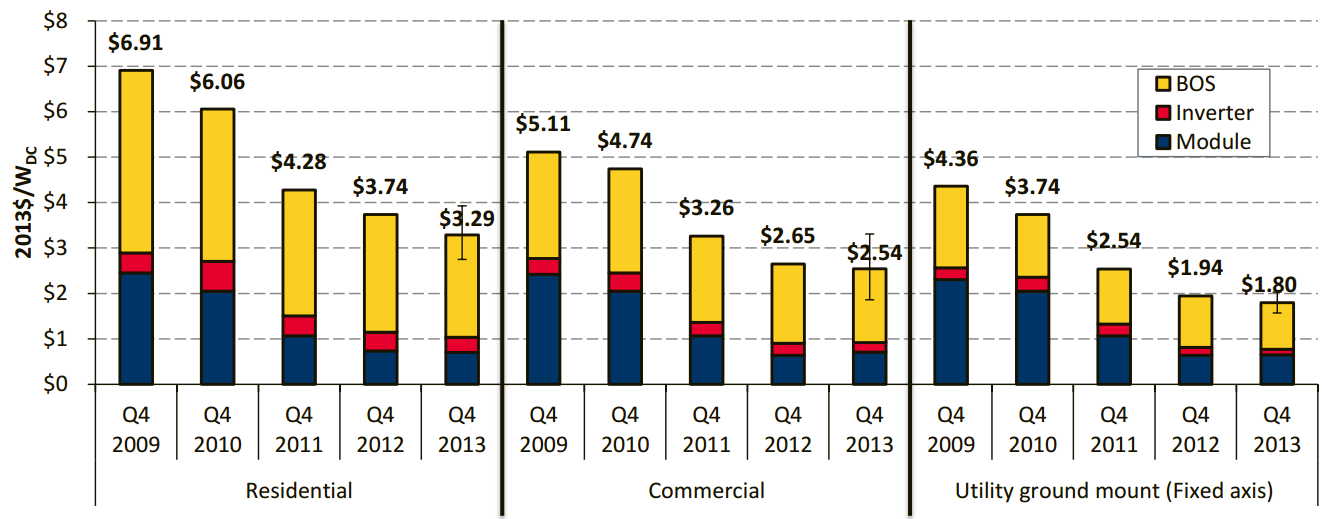 2013$/WDC
$8
$7
$6
$5
$4
$3
$2
$1
$0
$6.91
$6.06
$4.28
$3.74
$3.29
$5.11
$4.74
$3.26
$2.65
$2.54
$4.36
$3.74
$2.54
$1.94
$1.80
BOS
Inverter
Module
Q4
2009
Q4
2010
Q4
2011
Q4
2012
Q4
2013
Q4
2009
Q4
2010
Q4
2011
Q4
2012
Q4
2013
Q4
2009
Q4
2010
Q4
2011
Q4
2012
Q4
2013
Residential
Commercial
Utility ground mount (Fixed axis)